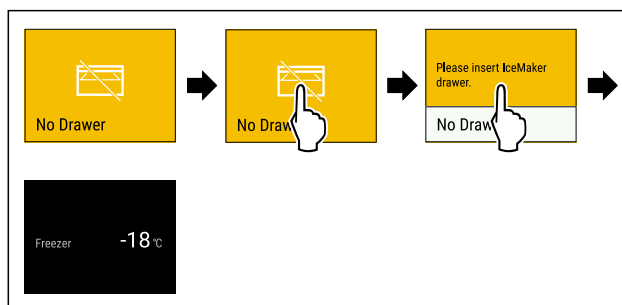 No Drawer
No Draw
Please insert IceMaker
drawer.
No Draw
Freezer -18 °C